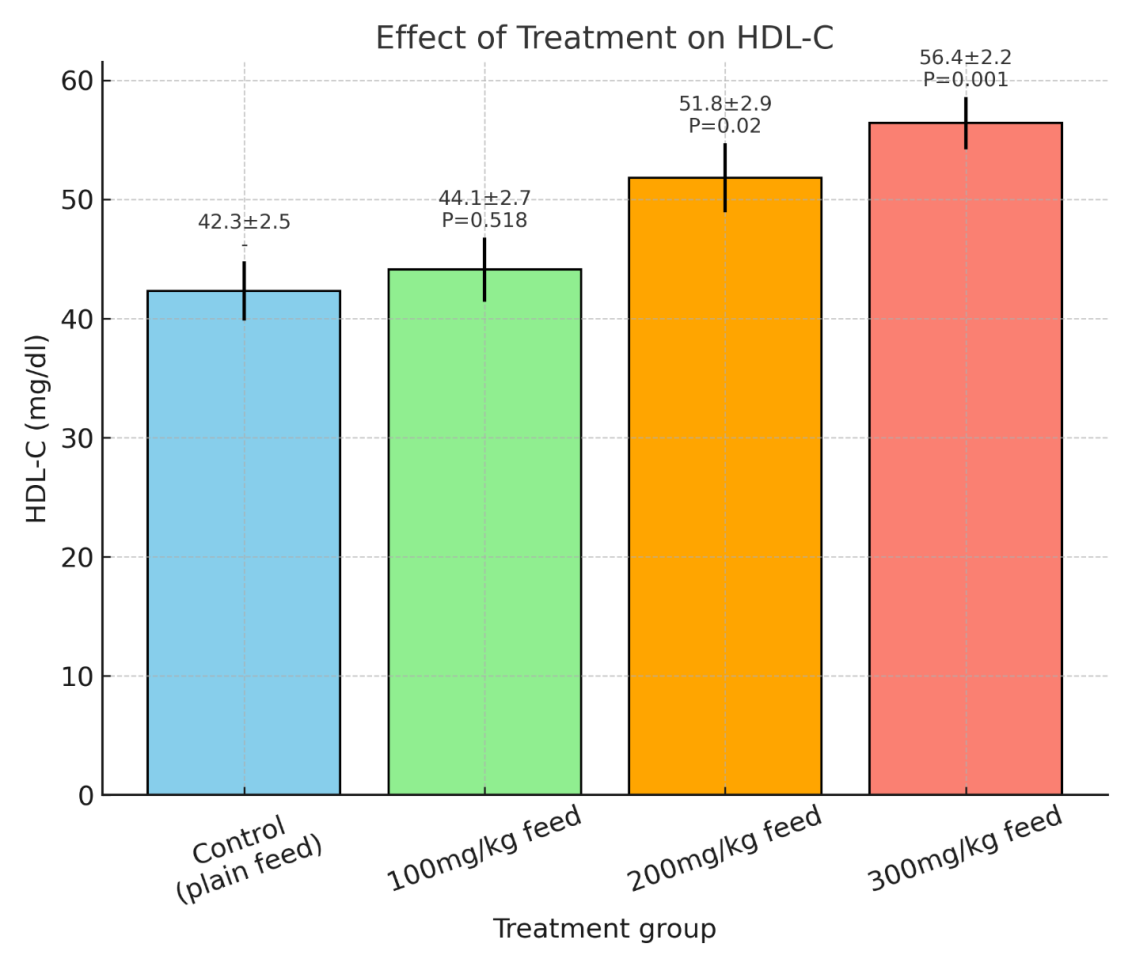 Effect of Treatment on HDL-C
56.4±2.2
P=0.001
51.8±2.9
P=0.02
44.1±2.7
P=0.518
42.3±2.5
-
60
50
40
30
20
10
0
HDL-C (mg/dl)
Control
(plain feed)
100mg/kg feed
200mg/kg feed
300mg/kg feed
Treatment group